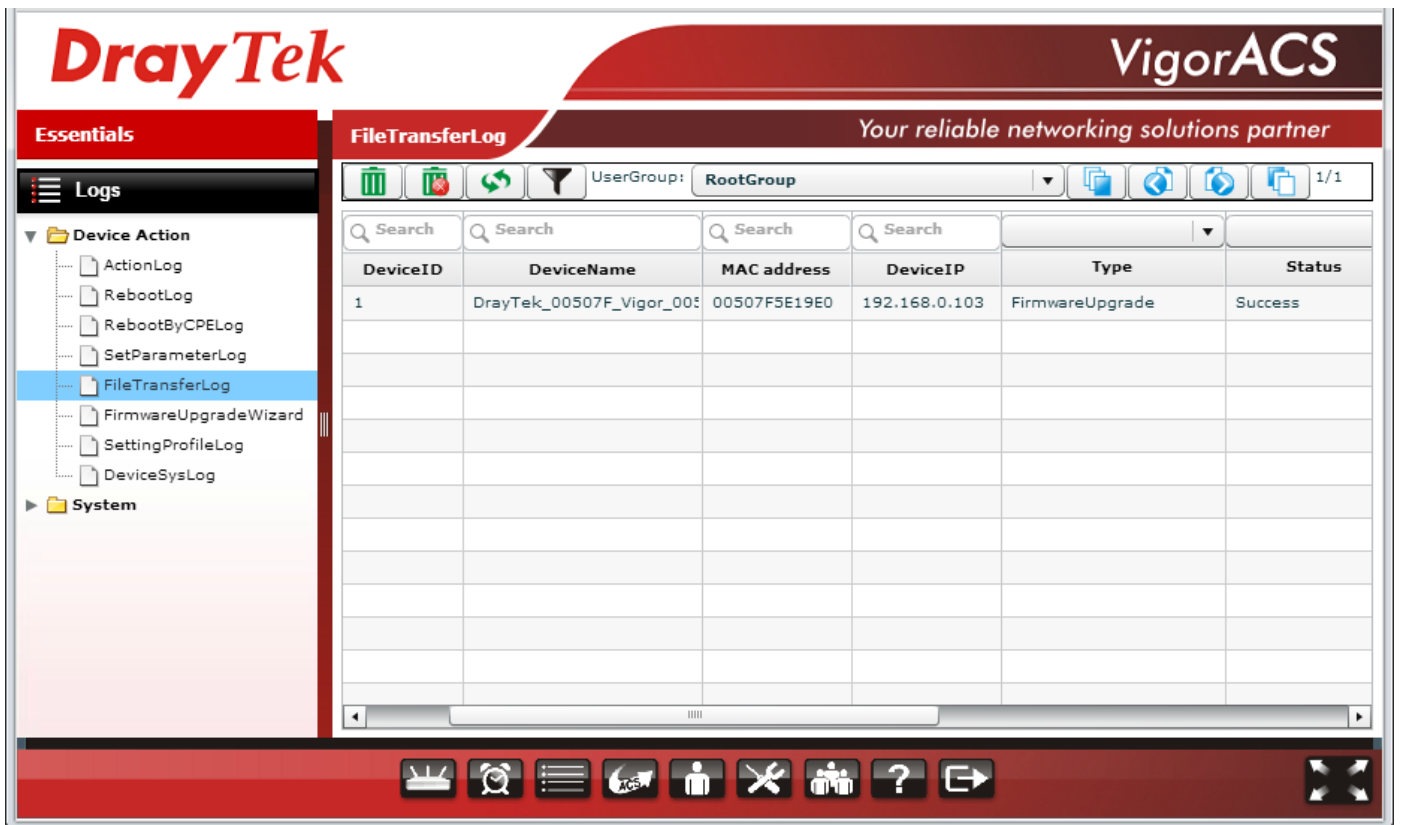 DrayTek
VigorACS
Essentials
FileTransferLog
Your reliable networking solutions partner
Logs
UserGroup: RootGroup 1/1
Device Action
ActionLog
RebootLog
RebootByCPELog
SetParameterLog
FileTransferLog
FirmwareUpgradeWizard
SettingProfileLog
DeviceSysLog
System
Search Search Search Search
DeviceID DeviceName MAC address DeviceIP Type Status
1 DrayTek_00507F_Vigor_005 00507F5E19E0 192.168.0.103 FirmwareUpgrade Success
ACS ?